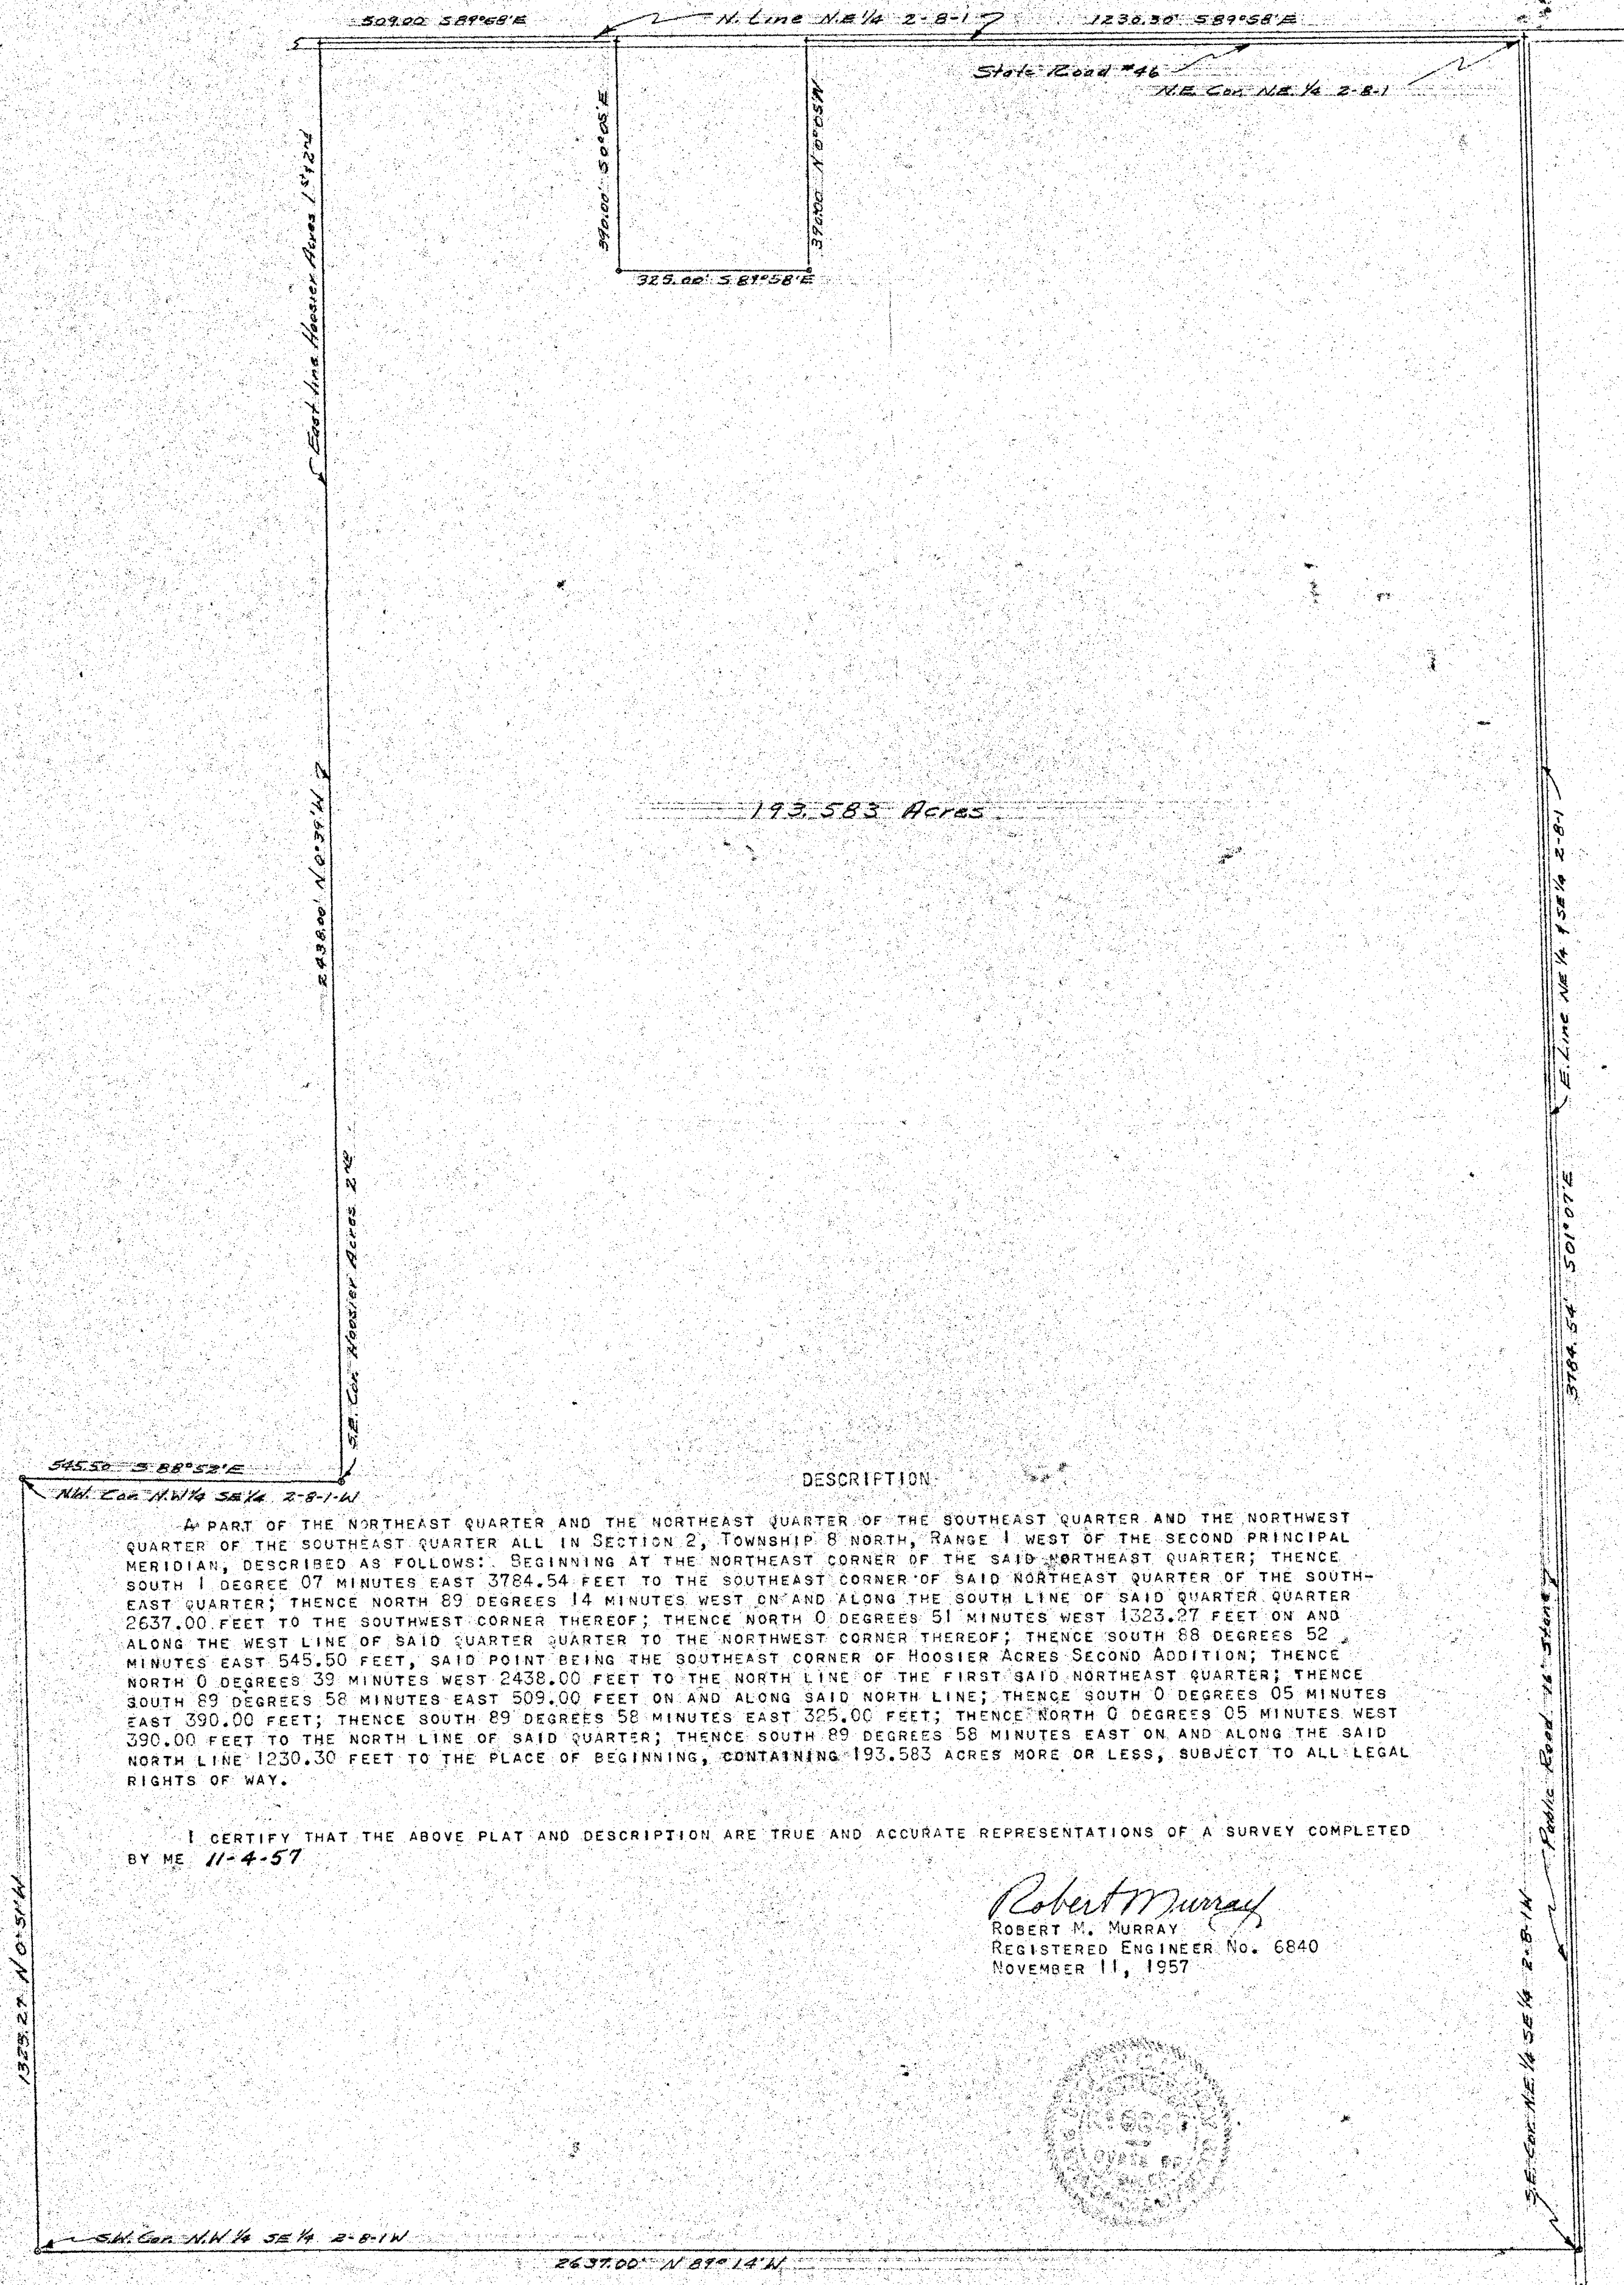 509.00 S 89°58'E
N. Line N.E 1/4 2-8-1
1230.30' S 89°58'E
State Road #46
N.E Cor. N.E 1/4 2-8-1
East line Hoosier Acres 1st & 2nd
390.00' S 0°05'E
390.00 N 0°05'W
325.00' S 89°58'E
193.583 Acres
2438.00' N 0°39'W
E. Line NE 1/4 & SE 1/4 2-8-1
S.E. Cor. Hoosier Acres 2nd
3784.54' S 01°07'E
545.50 S 88°52'E
N.W. Cor N.W 1/4 SE 1/4 2-8-1-W
DESCRIPTION
A PART OF THE NORTHEAST QUARTER AND THE NORTHEAST QUARTER OF THE SOUTHEAST QUARTER AND THE NORTHWEST
QUARTER OF THE SOUTHEAST QUARTER ALL IN SECTION 2, TOWNSHIP 8 NORTH, RANGE 1 WEST OF THE SECOND PRINCIPAL
MERIDIAN, DESCRIBED AS FOLLOWS: BEGINNING AT THE NORTHEAST CORNER OF THE SAID NORTHEAST QUARTER; THENCE
SOUTH 1 DEGREE 07 MINUTES EAST 3784.54 FEET TO THE SOUTHEAST CORNER OF SAID NORTHEAST QUARTER OF THE SOUTH-
EAST QUARTER; THENCE NORTH 89 DEGREES 14 MINUTES WEST ON AND ALONG THE SOUTH LINE OF SAID QUARTER QUARTER
2637.00 FEET TO THE SOUTHWEST CORNER THEREOF; THENCE NORTH 0 DEGREES 51 MINUTES WEST 1323.27 FEET ON AND
ALONG THE WEST LINE OF SAID QUARTER QUARTER TO THE NORTHWEST CORNER THEREOF; THENCE SOUTH 88 DEGREES 52
MINUTES EAST 545.50 FEET, SAID POINT BEING THE SOUTHEAST CORNER OF HOOSIER ACRES SECOND ADDITION; THENCE
NORTH 0 DEGREES 39 MINUTES WEST 2438.00 FEET TO THE NORTH LINE OF THE FIRST SAID NORTHEAST QUARTER; THENCE
SOUTH 89 DEGREES 58 MINUTES EAST 509.00 FEET ON AND ALONG SAID NORTH LINE; THENCE SOUTH 0 DEGREES 05 MINUTES
EAST 390.00 FEET; THENCE SOUTH 89 DEGREES 58 MINUTES EAST 325.00 FEET; THENCE NORTH 0 DEGREES 05 MINUTES WEST
390.00 FEET TO THE NORTH LINE OF SAID QUARTER; THENCE SOUTH 89 DEGREES 58 MINUTES EAST ON AND ALONG THE SAID
NORTH LINE 1230.30 FEET TO THE PLACE OF BEGINNING, CONTAINING 193.583 ACRES MORE OR LESS, SUBJECT TO ALL LEGAL
RIGHTS OF WAY.
I CERTIFY THAT THE ABOVE PLAT AND DESCRIPTION ARE TRUE AND ACCURATE REPRESENTATIONS OF A SURVEY COMPLETED
BY ME 11-4-57
Robert Murray
ROBERT M. MURRAY
REGISTERED ENGINEER NO. 6840
NOVEMBER 11, 1957
Public Road 16' Stone
1323.27 N 0°51'W
S.E. Cor. N.E. 1/4 SE 1/4 2-8-1W
S.W. Cor. N.W 1/4 SE 1/4 2-8-1W
2637.00' N 89°14'W